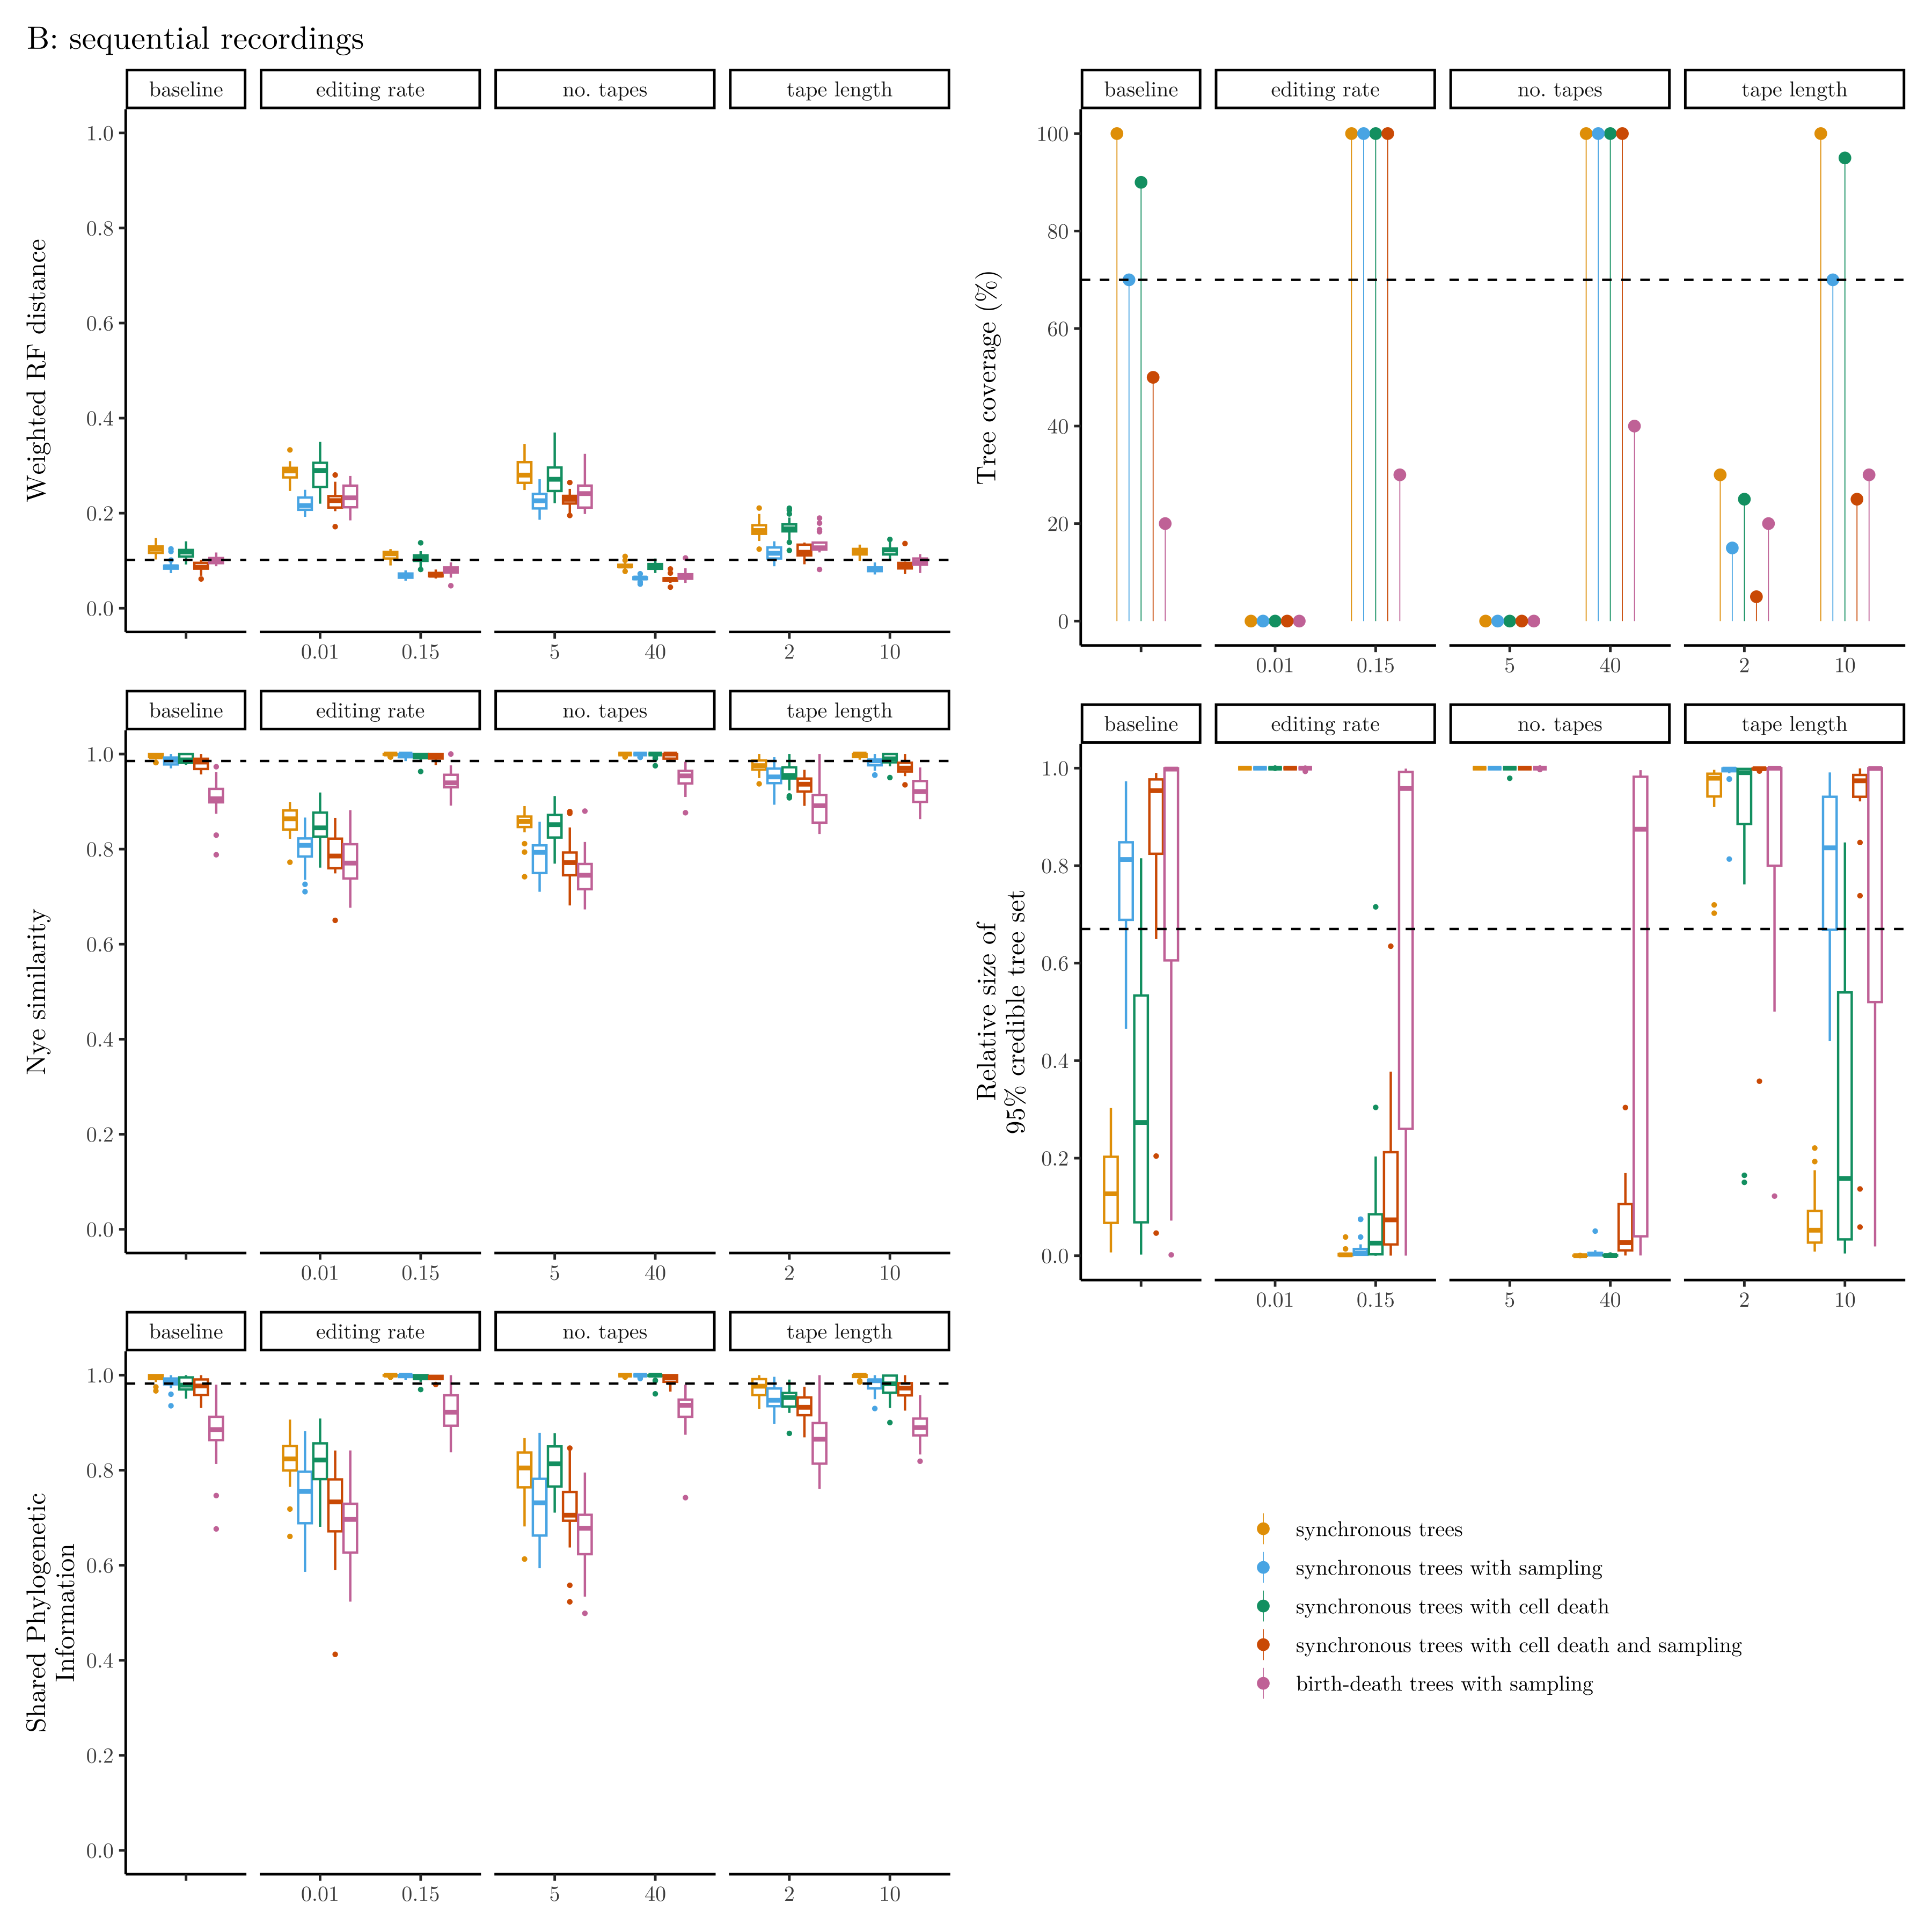 B: sequential recordings
baseline
editing rate
no. tapes
tape length
Weighted RF distance
1.0
0.8
0.6
0.4
0.2
0.0
0.01
0.15
5
40
2
10
baseline
editing rate
no. tapes
tape length
Tree coverage (%)
100
80
60
40
20
0
0.01
0.15
5
40
2
10
baseline
editing rate
no. tapes
tape length
Nye similarity
1.0
0.8
0.6
0.4
0.2
0.0
0.01
0.15
5
40
2
10
baseline
editing rate
no. tapes
tape length
Relative size of
95% credible tree set
1.0
0.8
0.6
0.4
0.2
0.0
0.01
0.15
5
40
2
10
baseline
editing rate
no. tapes
tape length
Shared Phylogenetic
Information
1.0
0.8
0.6
0.4
0.2
0.0
0.01
0.15
5
40
2
10
synchronous trees
synchronous trees with sampling
synchronous trees with cell death
synchronous trees with cell death and sampling
birth-death trees with sampling